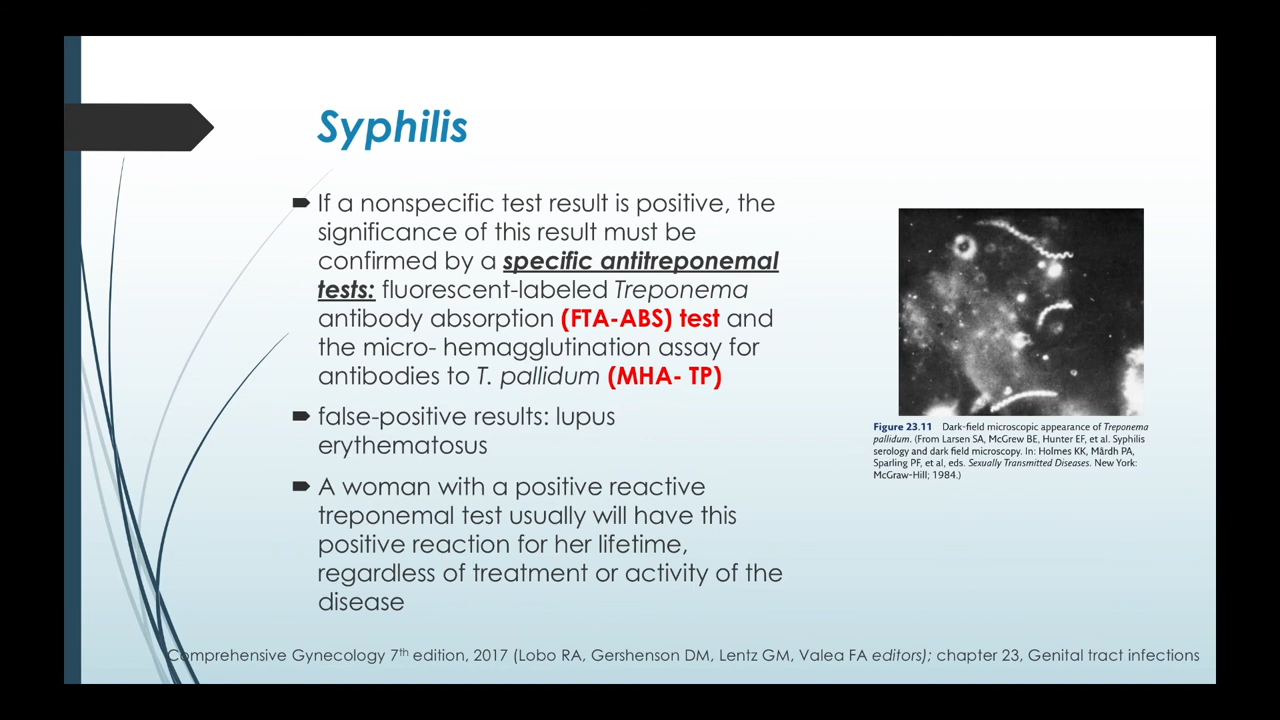 Syphilis
If a nonspecific test result is positive, the
significance of this result must be
confirmed by a specific antitreponemal
tests: fluorescent-labeled Treponema
antibody absorption (FTA-ABS) test and
the micro- hemagglutination assay for
antibodies to T. pallidum (MHA- TP)
false-positive results: lupus
erythematosus
A woman with a positive reactive
treponemal test usually will have this
positive reaction for her lifetime,
regardless of treatment or activity of the
disease
Figure 23.11 Dark-field microscopic appearance of Treponema
pallidum. (From Larsen SA, McGrew BE, Hunter EF, et al. Syphilis
serology and dark field microscopy. In: Holmes KK, Mårdh PA,
Sparling PF, et al, eds. Sexually Transmitted Diseases. New York:
McGraw-Hill; 1984.)
Comprehensive Gynecology 7th edition, 2017 (Lobo RA, Gershenson DM, Lentz GM, Valea FA editors); chapter 23, Genital tract infections